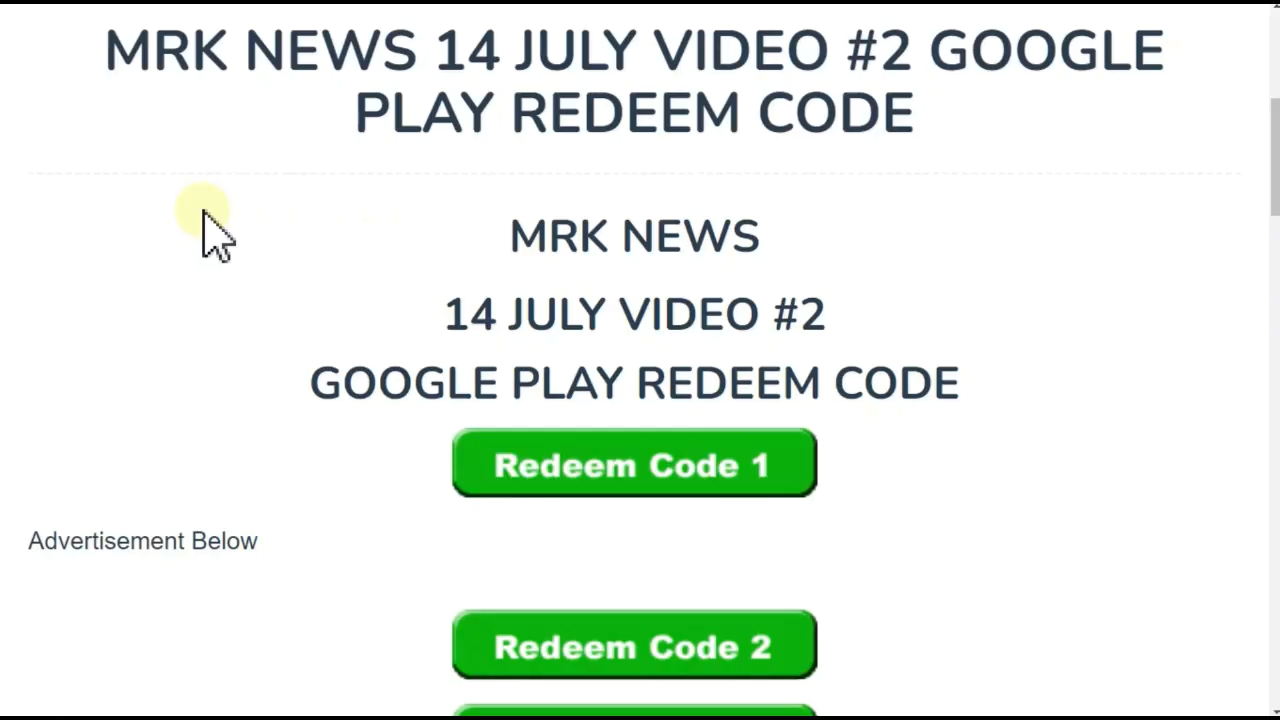 MRK NEWS 14 JULY VIDEO #2 GOOGLE
PLAY REDEEM CODE
MRK NEWS
14 JULY VIDEO #2
GOOGLE PLAY REDEEM CODE
Redeem Code 1
Advertisement Below
Redeem Code 2